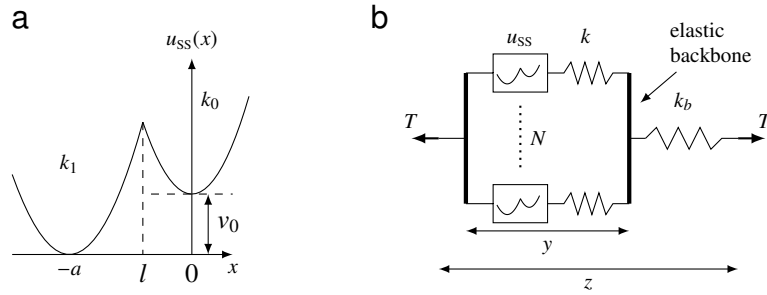 a
u_SS(x)
k_0
k_1
v_0
−a
l
0
x
b
u_SS
k
elastic
backbone
k_b
T
T
N
y
z